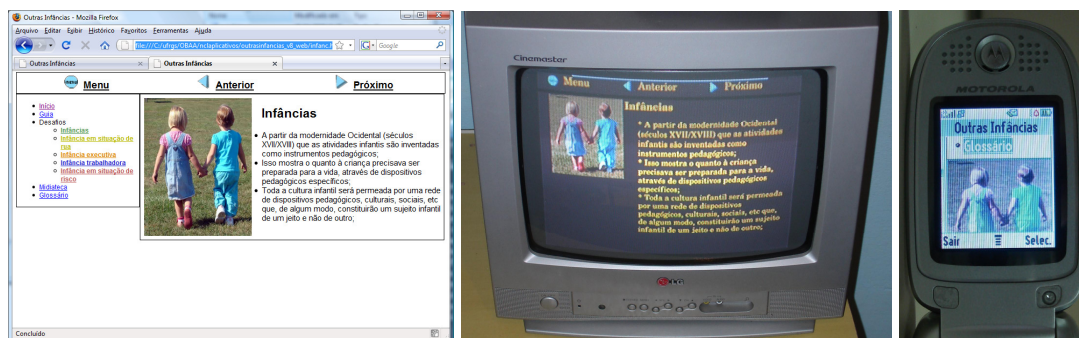 Outras Infâncias - Mozilla Firefox
Arquivo Editar Exibir Histórico Favoritos Ferramentas Ajuda
file:///C:/ufrgs/OBAA/nclaplicativos/outrasinfancias_v6_web/infanc.h
Google
Outras Infâncias
Outras Infâncias
Menu Anterior Próximo
Início
Guia
Desafios
Infâncias
Infância em situação de
rua
Infância executiva
Infância trabalhadora
Infância em situação de
risco
Midiateca
Glossário
Infâncias
A partir da modernidade Ocidental (séculos
XVII/XVIII) que as atividades infantis são inventadas
como instrumentos pedagógicos;
Isso mostra o quanto à criança precisava ser
preparada para a vida, através de dispositivos
pedagógicos específicos;
Toda a cultura infantil será permeada por uma rede
de dispositivos pedagógicos, culturais, sociais, etc
que, de algum modo, constituirão um sujeito infantil
de um jeito e não de outro;
Concluído
Cinemaster
Menu Anterior Próximo
Infâncias
* A partir da modernidade Ocidental
(séculos XVII/XVIII) que as atividades
infantis são inventadas como
instrumentos pedagógicos;
* Isso mostra o quanto à criança
precisava ser preparada para a vida,
através de dispositivos pedagógicos
específicos;
* Toda a cultura infantil será permeada
por uma rede de dispositivos
pedagógicos, culturais, sociais, etc que,
de algum modo, constituirão um sujeito
infantil de um jeito e não de outro;
LG
MOTOROLA
Outras Infâncias
Glossário
Sair Selec.